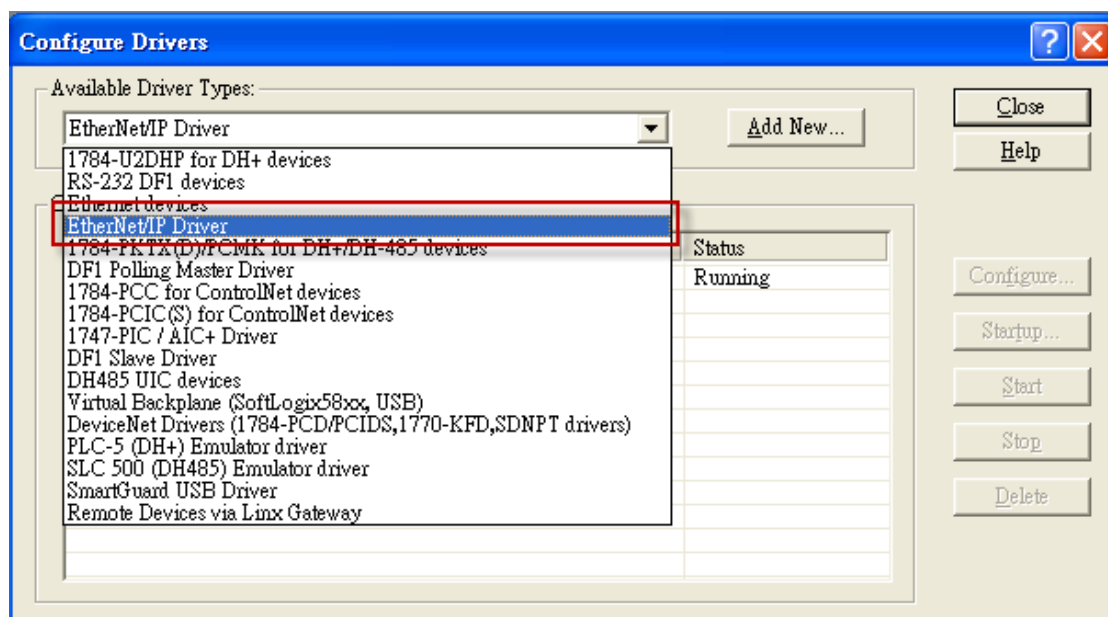 Configure Drivers
Available Driver Types:
EtherNet/IP Driver
Add New...
Close
Help
1784-U2DHP for DH+ devices
RS-232 DF1 devices
Ethernet devices
EtherNet/IP Driver
1784-PKTX(D)/PCMK for DH+/DH-485 devices
DF1 Polling Master Driver
1784-PCC for ControlNet devices
1784-PCIC(S) for ControlNet devices
1747-PIC / AIC+ Driver
DF1 Slave Driver
DH485 UIC devices
Virtual Backplane (SoftLogix58xx, USB)
DeviceNet Drivers (1784-PCD/PCIDS,1770-KFD,SDNPT drivers)
PLC-5 (DH+) Emulator driver
SLC 500 (DH485) Emulator driver
SmartGuard USB Driver
Remote Devices via Linx Gateway
Status
Running
Configure...
Startup...
Start
Stop
Delete